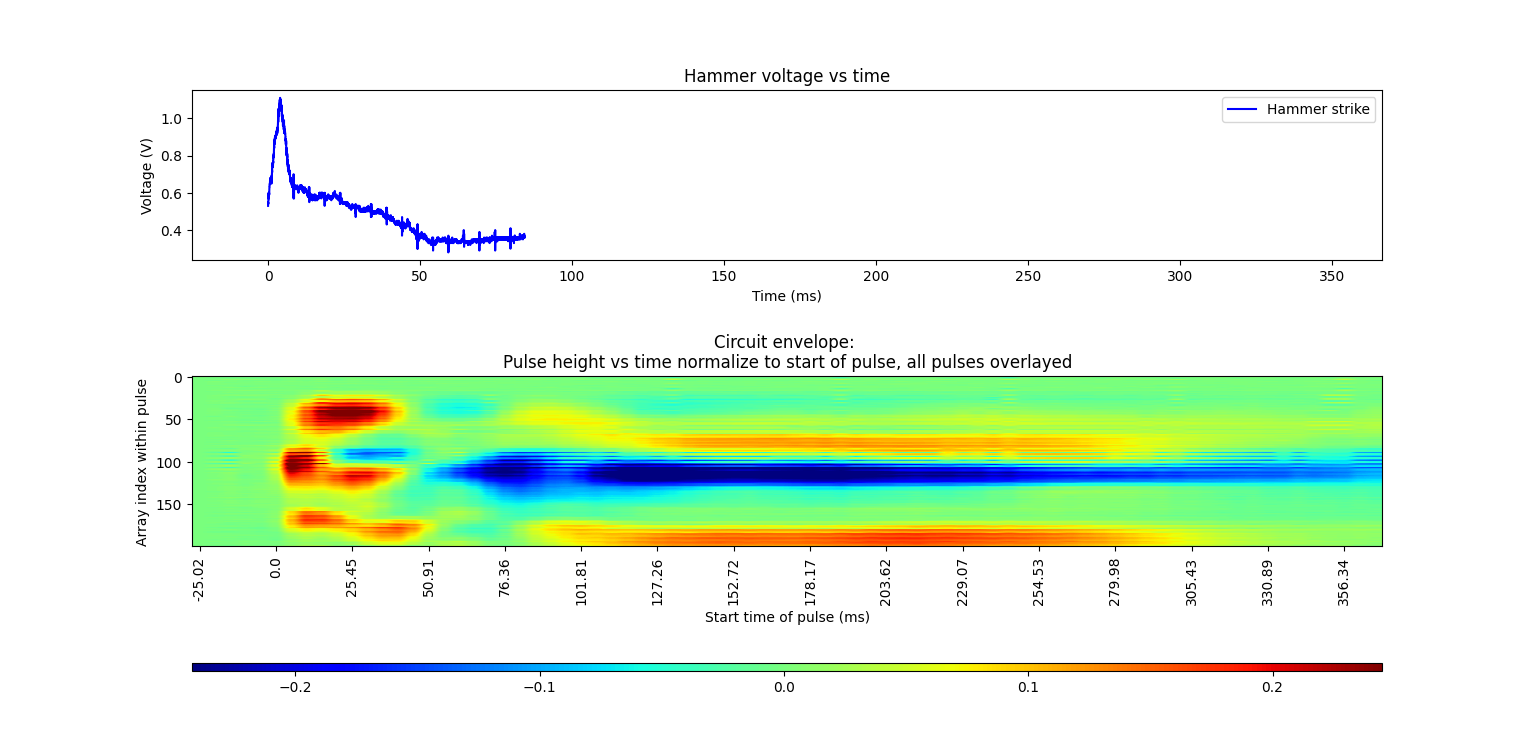 Hammer voltage vs time
Hammer strike
Voltage (V)
1.0
0.8
0.6
0.4
0 50 100 150 200 250 300 350
Time (ms)
Circuit envelope:
Pulse height vs time normalize to start of pulse, all pulses overlayed
Array index within pulse
0
50
100
150
-25.02 0.0 25.45 50.91 76.36 101.81 127.26 152.72 178.17 203.62 229.07 254.53 279.98 305.43 330.89 356.34
Start time of pulse (ms)
−0.2 −0.1 0.0 0.1 0.2